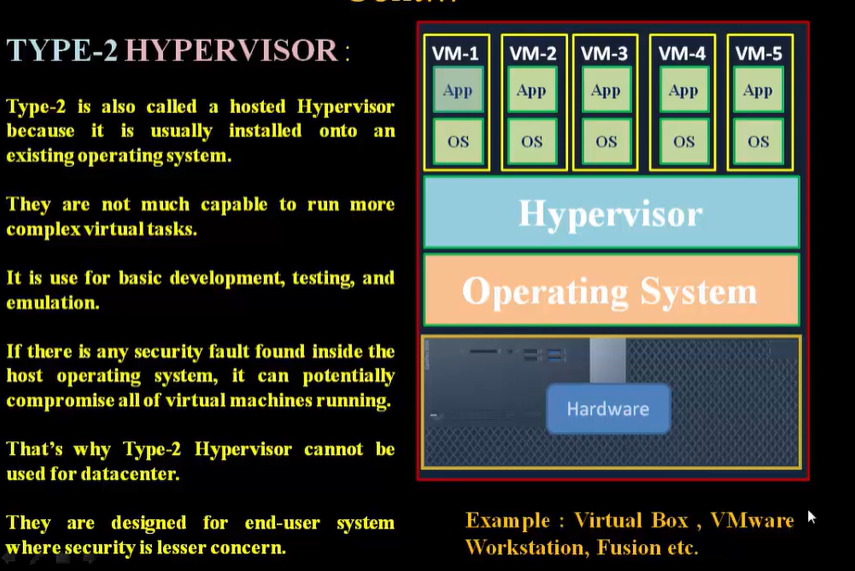 TYPE-2 HYPERVISOR :
Type-2 is also called a hosted Hypervisor
because it is usually installed onto an
existing operating system.
They are not much capable to run more
complex virtual tasks.
It is use for basic development, testing, and
emulation.
If there is any security fault found inside the
host operating system, it can potentially
compromise all of virtual machines running.
That's why Type-2 Hypervisor cannot be
used for datacenter.
They are designed for end-user system
where security is lesser concern.
VM-1 VM-2 VM-3 VM-4 VM-5
App App App App App
OS OS OS OS OS
Hypervisor
Operating System
Hardware
Example : Virtual Box , VMware
Workstation, Fusion etc.